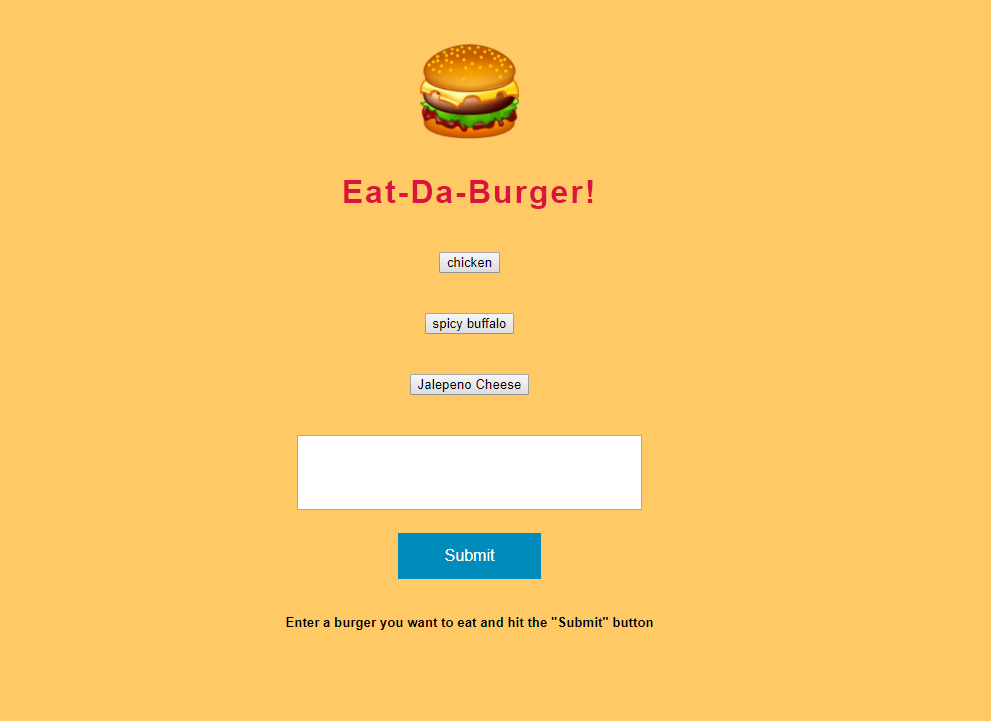 Eat-Da-Burger!
chicken
spicy buffalo
Jalepeno Cheese
Submit
Enter a burger you want to eat and hit the "Submit" button